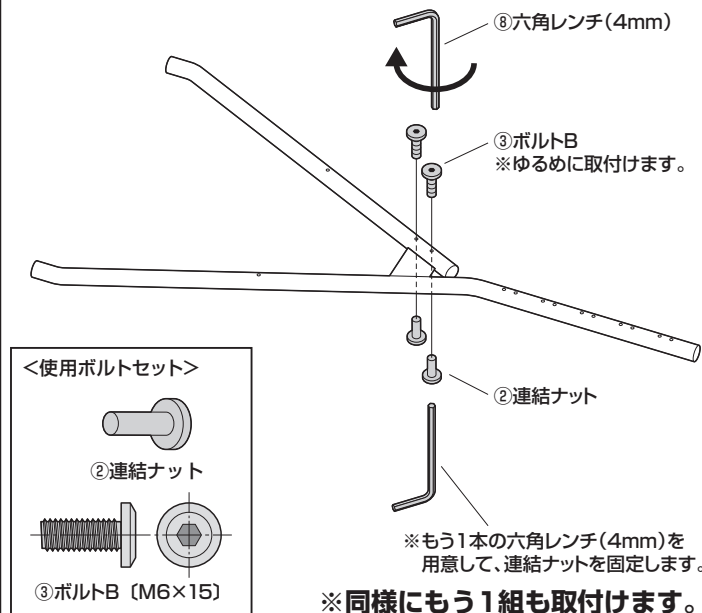 ⑧六角レンチ(4mm)
③ボルトB
※ゆるめに取付けます。
②連結ナット
※もう1本の六角レンチ(4mm)を
用意して、連結ナットを固定します。
※同様にもう1組も取付けます。
＜使用ボルトセット＞
②連結ナット
③ボルトB〔M6×15〕